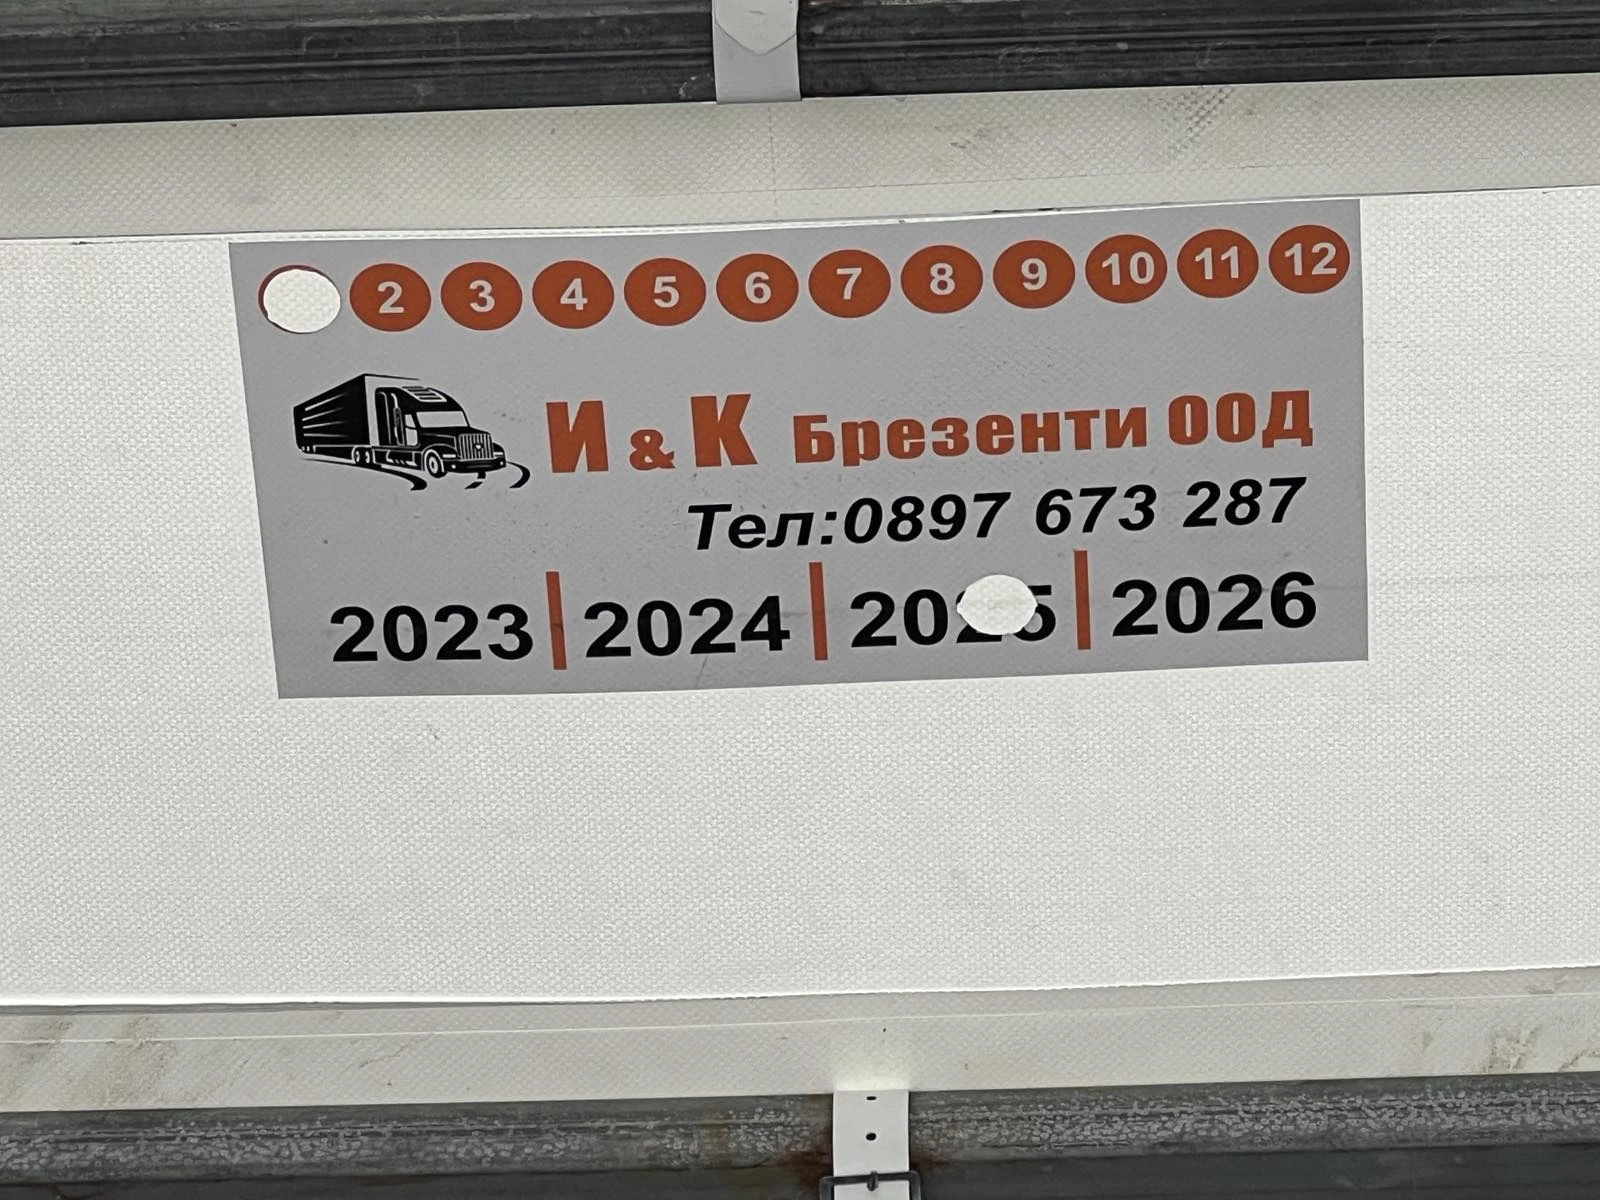 2 3 4 5 6 7 8 9 10 11 12
И & К Брезенти ООД
Тел:0897 673 287
2023 | 2024 | 2025 | 2026